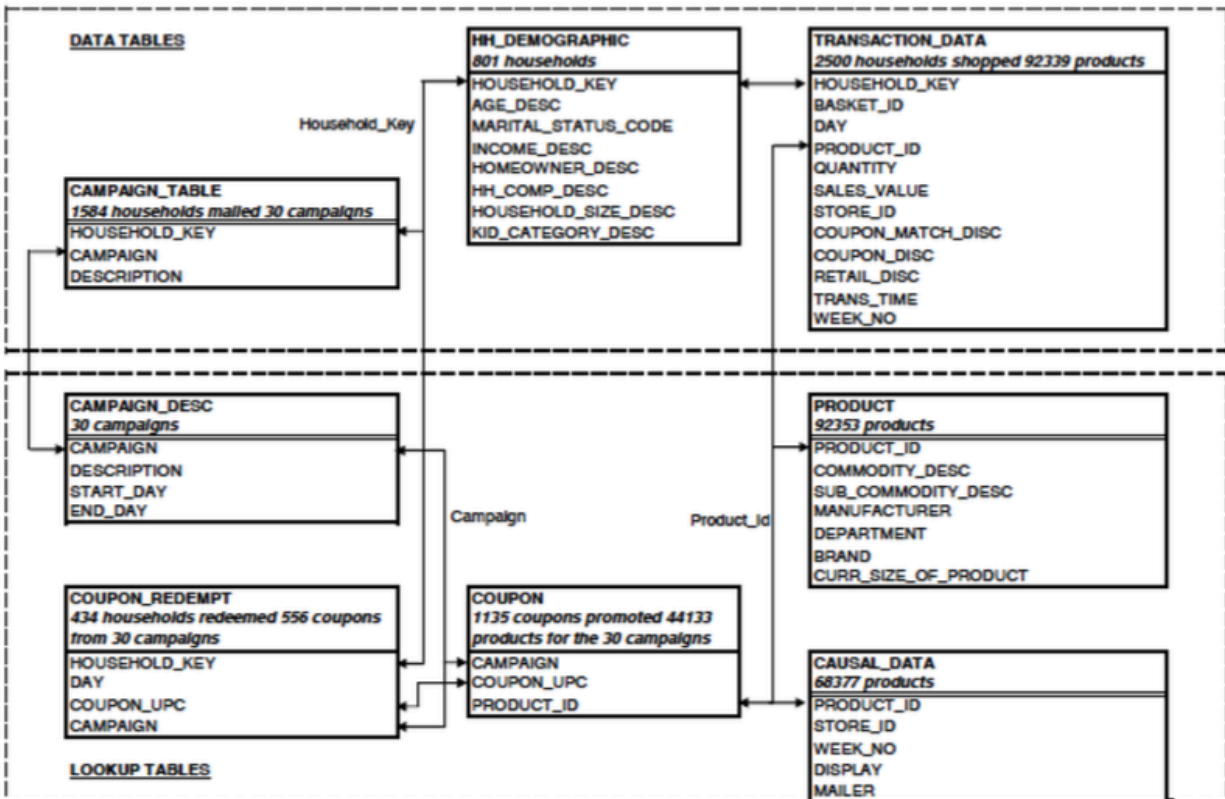 DATA TABLES
HH_DEMOGRAPHIC
801 households
HOUSEHOLD_KEY
AGE_DESC
MARITAL_STATUS_CODE
INCOME_DESC
HOMEOWNER_DESC
HH_COMP_DESC
HOUSEHOLD_SIZE_DESC
KID_CATEGORY_DESC
TRANSACTION_DATA
2500 households shopped 92339 products
HOUSEHOLD_KEY
BASKET_ID
DAY
PRODUCT_ID
QUANTITY
SALES_VALUE
STORE_ID
COUPON_MATCH_DISC
COUPON_DISC
RETAIL_DISC
TRANS_TIME
WEEK_NO
Household_Key
CAMPAIGN_TABLE
1584 households mailed 30 campaigns
HOUSEHOLD_KEY
CAMPAIGN
DESCRIPTION
CAMPAIGN_DESC
30 campaigns
CAMPAIGN
DESCRIPTION
START_DAY
END_DAY
Campaign
Product_Id
PRODUCT
92353 products
PRODUCT_ID
COMMODITY_DESC
SUB_COMMODITY_DESC
MANUFACTURER
DEPARTMENT
BRAND
CURR_SIZE_OF_PRODUCT
COUPON_REDEMPT
434 households redeemed 556 coupons
from 30 campaigns
HOUSEHOLD_KEY
DAY
COUPON_UPC
CAMPAIGN
COUPON
1135 coupons promoted 44133
products for the 30 campaigns
CAMPAIGN
COUPON_UPC
PRODUCT_ID
CAUSAL_DATA
68377 products
PRODUCT_ID
STORE_ID
WEEK_NO
DISPLAY
MAILER
LOOKUP TABLES